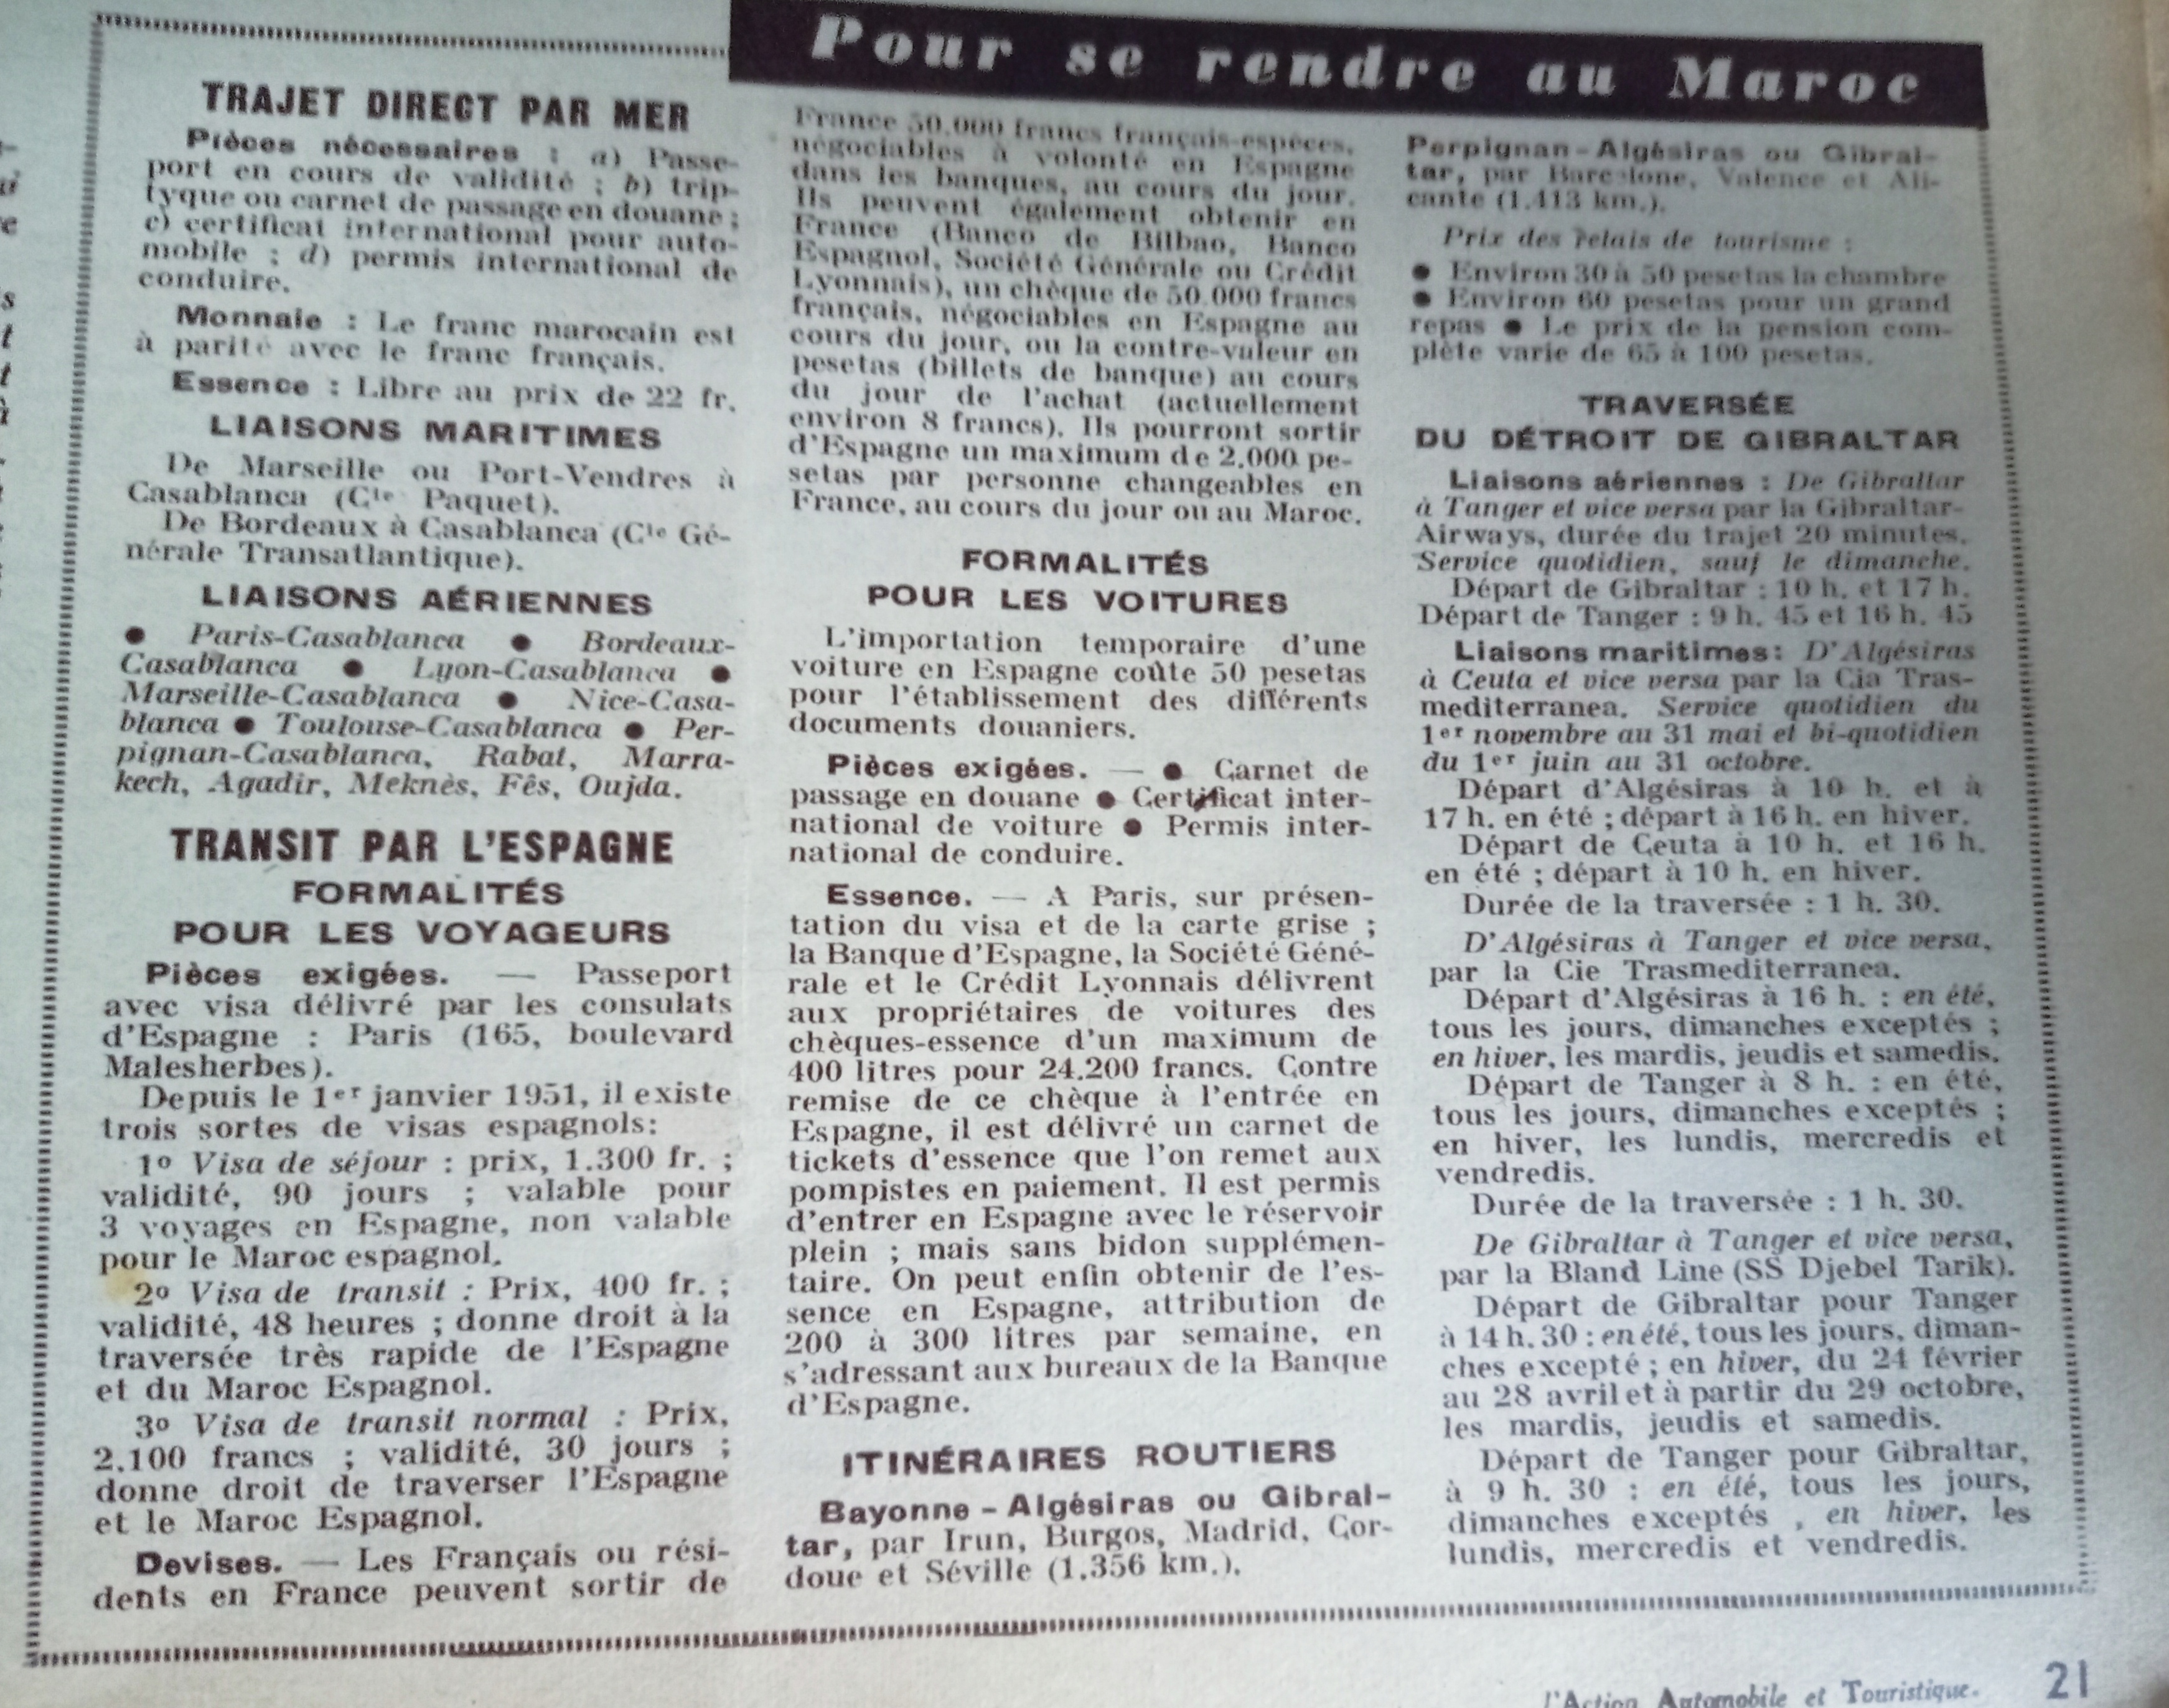 Pour se rendre au Maroc
TRAJET DIRECT PAR MER
Pièces nécessaires : a) Passe-
port en cours de validité ; b) trip-
tyque ou carnet de passage en douane ;
c) certificat international pour auto-
mobile ; d) permis international de
conduire.
Monnaie : Le franc marocain est
à parité avec le franc français.
Essence : Libre au prix de 22 fr.
LIAISONS MARITIMES
De Marseille ou Port-Vendres à
Casablanca (Cie Paquet).
De Bordeaux à Casablanca (Cie Gé-
nérale Transatlantique).
LIAISONS AÉRIENNES
● Paris-Casablanca ● Bordeaux-
Casablanca ● Lyon-Casablanca ●
Marseille-Casablanca ● Nice-Casa-
blanca ● Toulouse-Casablanca ● Per-
pignan-Casablanca, Rabat, Marra-
kech, Agadir, Meknès, Fês, Oujda.
TRANSIT PAR L'ESPAGNE
FORMALITÉS
POUR LES VOYAGEURS
Pièces exigées. — Passeport
avec visa délivré par les consulats
d'Espagne : Paris (165, boulevard
Malesherbes).
Depuis le 1er janvier 1951, il existe
trois sortes de visas espagnols:
1º Visa de séjour : prix, 1.300 fr. ;
validité, 90 jours ; valable pour
3 voyages en Espagne, non valable
pour le Maroc espagnol.
2º Visa de transit : Prix, 400 fr. ;
validité, 48 heures ; donne droit à la
traversée très rapide de l'Espagne
et du Maroc Espagnol.
3º Visa de transit normal : Prix,
2.100 francs ; validité, 30 jours ;
donne droit de traverser l'Espagne
et le Maroc Espagnol.
Devises. — Les Français ou rési-
dents en France peuvent sortir de
France 50.000 francs français-espèces,
négociables à volonté en Espagne
dans les banques, au cours du jour.
Ils peuvent également obtenir en
France (Banco de Bilbao, Banco
Espagnol, Société Générale ou Crédit
Lyonnais), un chèque de 50.000 francs
français, négociables en Espagne au
cours du jour, ou la contre-valeur en
pesetas (billets de banque) au cours
du jour de l'achat (actuellement
environ 8 francs). Ils pourront sortir
d'Espagne un maximum de 2.000 pe-
setas par personne changeables en
France, au cours du jour ou au Maroc.
FORMALITÉS
POUR LES VOITURES
L'importation temporaire d'une
voiture en Espagne coûte 50 pesetas
pour l'établissement des différents
documents douaniers.
Pièces exigées. — ● Carnet de
passage en douane ● Certificat inter-
national de voiture ● Permis inter-
national de conduire.
Essence. — A Paris, sur présen-
tation du visa et de la carte grise ;
la Banque d'Espagne, la Société Géné-
rale et le Crédit Lyonnais délivrent
aux propriétaires de voitures des
chèques-essence d'un maximum de
400 litres pour 24.200 francs. Contre
remise de ce chèque à l'entrée en
Espagne, il est délivré un carnet de
tickets d'essence que l'on remet aux
pompistes en paiement. Il est permis
d'entrer en Espagne avec le réservoir
plein ; mais sans bidon supplémen-
taire. On peut enfin obtenir de l'es-
sence en Espagne, attribution de
200 à 300 litres par semaine, en
s'adressant aux bureaux de la Banque
d'Espagne.
ITINÉRAIRES ROUTIERS
Bayonne - Algésiras ou Gibral-
tar, par Irun, Burgos, Madrid, Cor-
doue et Séville (1.356 km.).
Perpignan - Algésiras ou Gibral-
tar, par Barcelone, Valence et Ali-
cante (1.413 km.).
Prix des relais de tourisme :
● Environ 30 à 50 pesetas la chambre
● Environ 60 pesetas pour un grand
repas ● Le prix de la pension com-
plète varie de 65 à 100 pesetas.
TRAVERSÉE
DU DÉTROIT DE GIBRALTAR
Liaisons aériennes : De Gibraltar
à Tanger et vice versa par la Gibraltar-
Airways, durée du trajet 20 minutes.
Service quotidien, sauf le dimanche.
Départ de Gibraltar : 10 h. et 17 h.
Départ de Tanger : 9 h. 45 et 16 h. 45
Liaisons maritimes: D'Algésiras
à Ceuta et vice versa par la Cia Tras-
mediterranea. Service quotidien du
1er novembre au 31 mai et bi-quotidien
du 1er juin au 31 octobre.
Départ d'Algésiras à 10 h. et à
17 h. en été ; départ à 16 h. en hiver.
Départ de Ceuta à 10 h. et 16 h.
en été ; départ à 10 h. en hiver.
Durée de la traversée : 1 h. 30.
D'Algésiras à Tanger et vice versa,
par la Cie Trasmediterranea.
Départ d'Algésiras à 16 h. : en été,
tous les jours, dimanches exceptés ;
en hiver, les mardis, jeudis et samedis.
Départ de Tanger à 8 h. : en été,
tous les jours, dimanches exceptés ;
en hiver, les lundis, mercredis et
vendredis.
Durée de la traversée : 1 h. 30.
De Gibraltar à Tanger et vice versa,
par la Bland Line (SS Djebel Tarik).
Départ de Gibraltar pour Tanger
à 14 h. 30 : en été, tous les jours, diman-
ches excepté ; en hiver, du 24 février
au 28 avril et à partir du 29 octobre,
les mardis, jeudis et samedis.
Départ de Tanger pour Gibraltar,
à 9 h. 30 : en été, tous les jours,
dimanches exceptés , en hiver, les
lundis, mercredis et vendredis.
l'Action Automobile et Touristique. 21